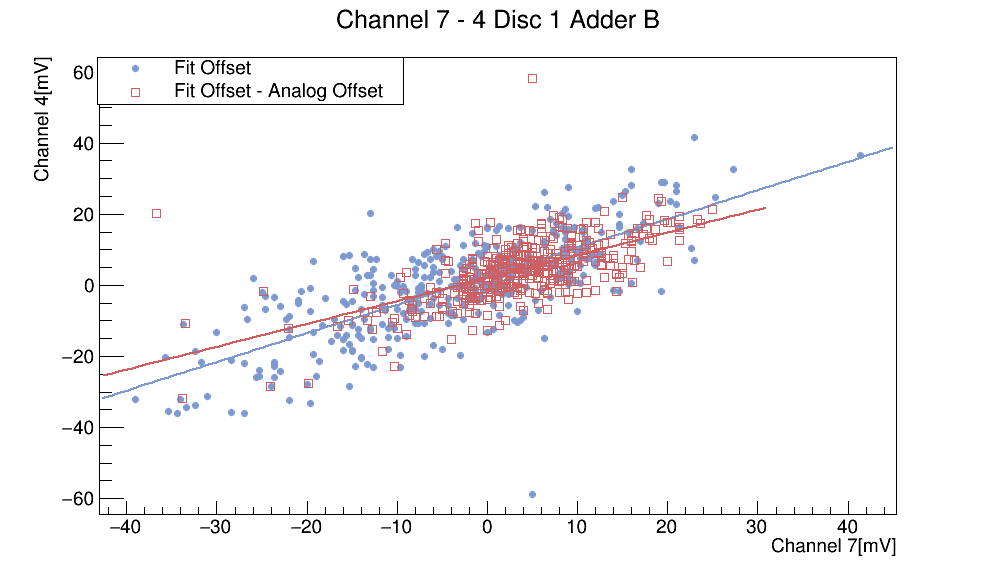 Channel 7 - 4 Disc 1 Adder B
Channel 4[mV]
60
40
20
0
−20
−40
−60
Fit Offset
Fit Offset - Analog Offset
−40 −30 −20 −10 0 10 20 30 40
Channel 7[mV]